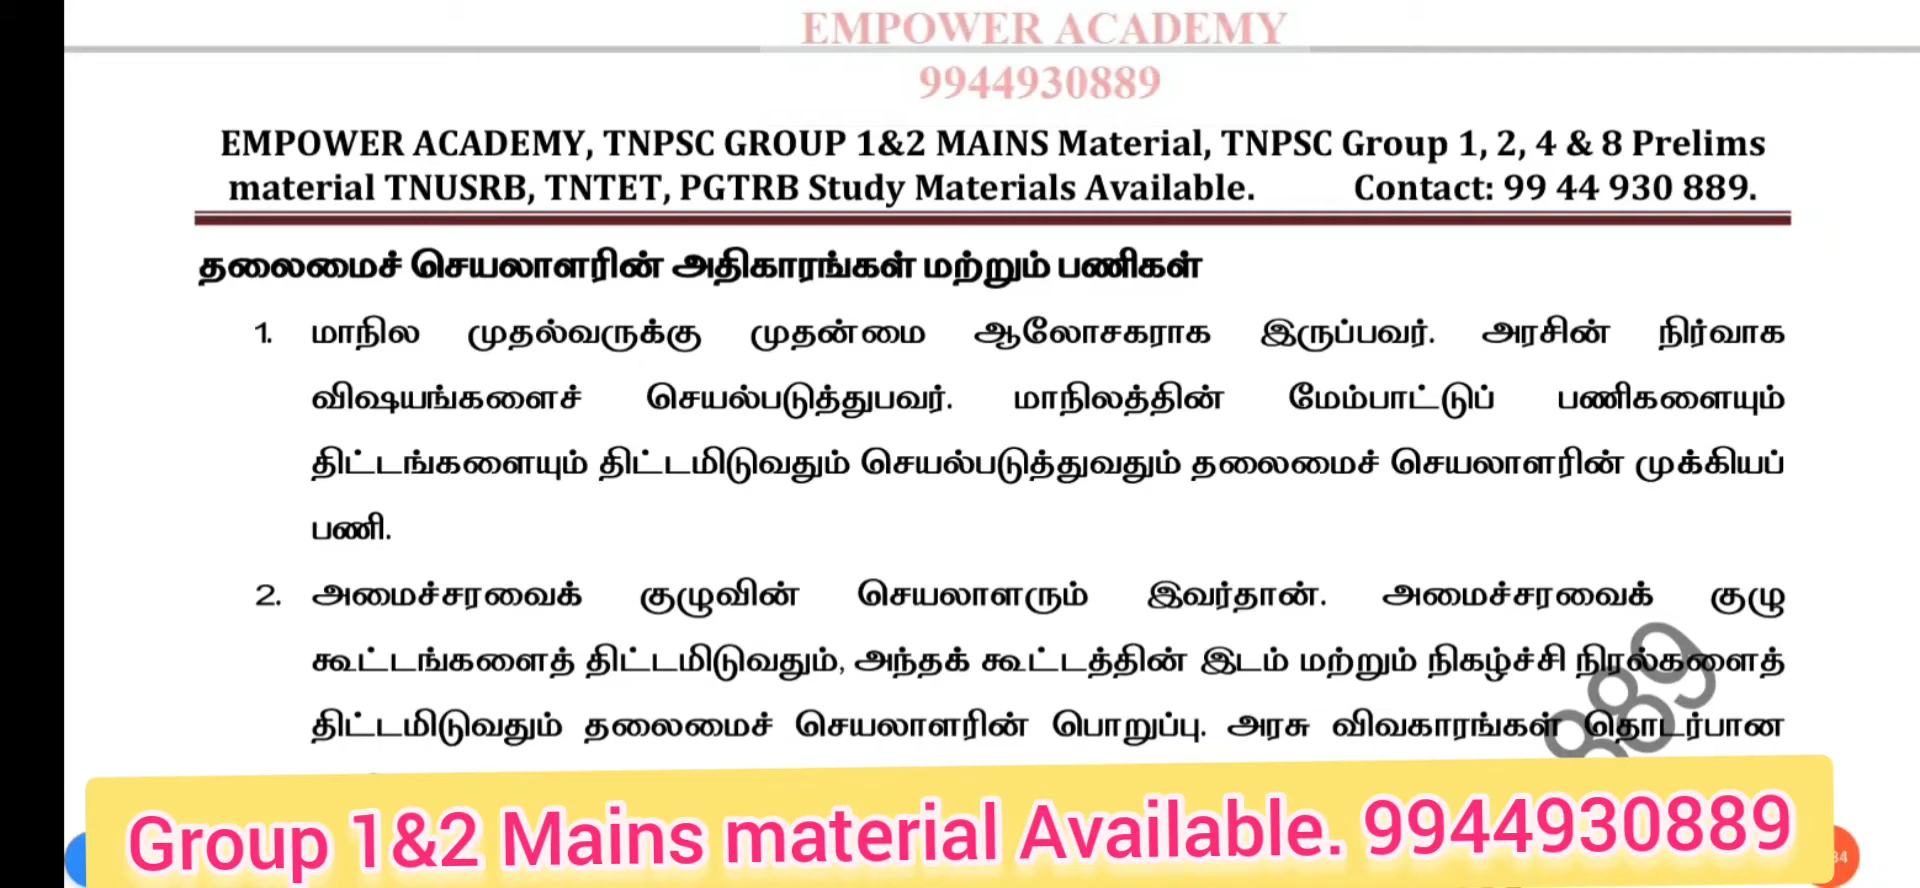 EMPOWER ACADEMY
9944930889
EMPOWER ACADEMY, TNPSC GROUP 1&2 MAINS Material, TNPSC Group 1, 2, 4 & 8 Prelims
material TNUSRB, TNTET, PGTRB Study Materials Available. Contact: 99 44 930 889.
தலைமைச் செயலாளரின் அதிகாரங்கள் மற்றும் பணிகள்
1. மாநில முதல்வருக்கு முதன்மை ஆலோசகராக இருப்பவர். அரசின் நிர்வாக
விஷயங்களைச் செயல்படுத்துபவர். மாநிலத்தின் மேம்பாட்டுப் பணிகளையும்
திட்டங்களையும் திட்டமிடுவதும் செயல்படுத்துவதும் தலைமைச் செயலாளரின் முக்கியப்
பணி.
2. அமைச்சரவைக் குழுவின் செயலாளரும் இவர்தான். அமைச்சரவைக் குழு
கூட்டங்களைத் திட்டமிடுவதும், அந்தக் கூட்டத்தின் இடம் மற்றும் நிகழ்ச்சி நிரல்களைத்
திட்டமிடுவதும் தலைமைச் செயலாளரின் பொறுப்பு. அரசு விவகாரங்கள் தொடர்பான
889
Group 1&2 Mains material Available. 9944930889
34